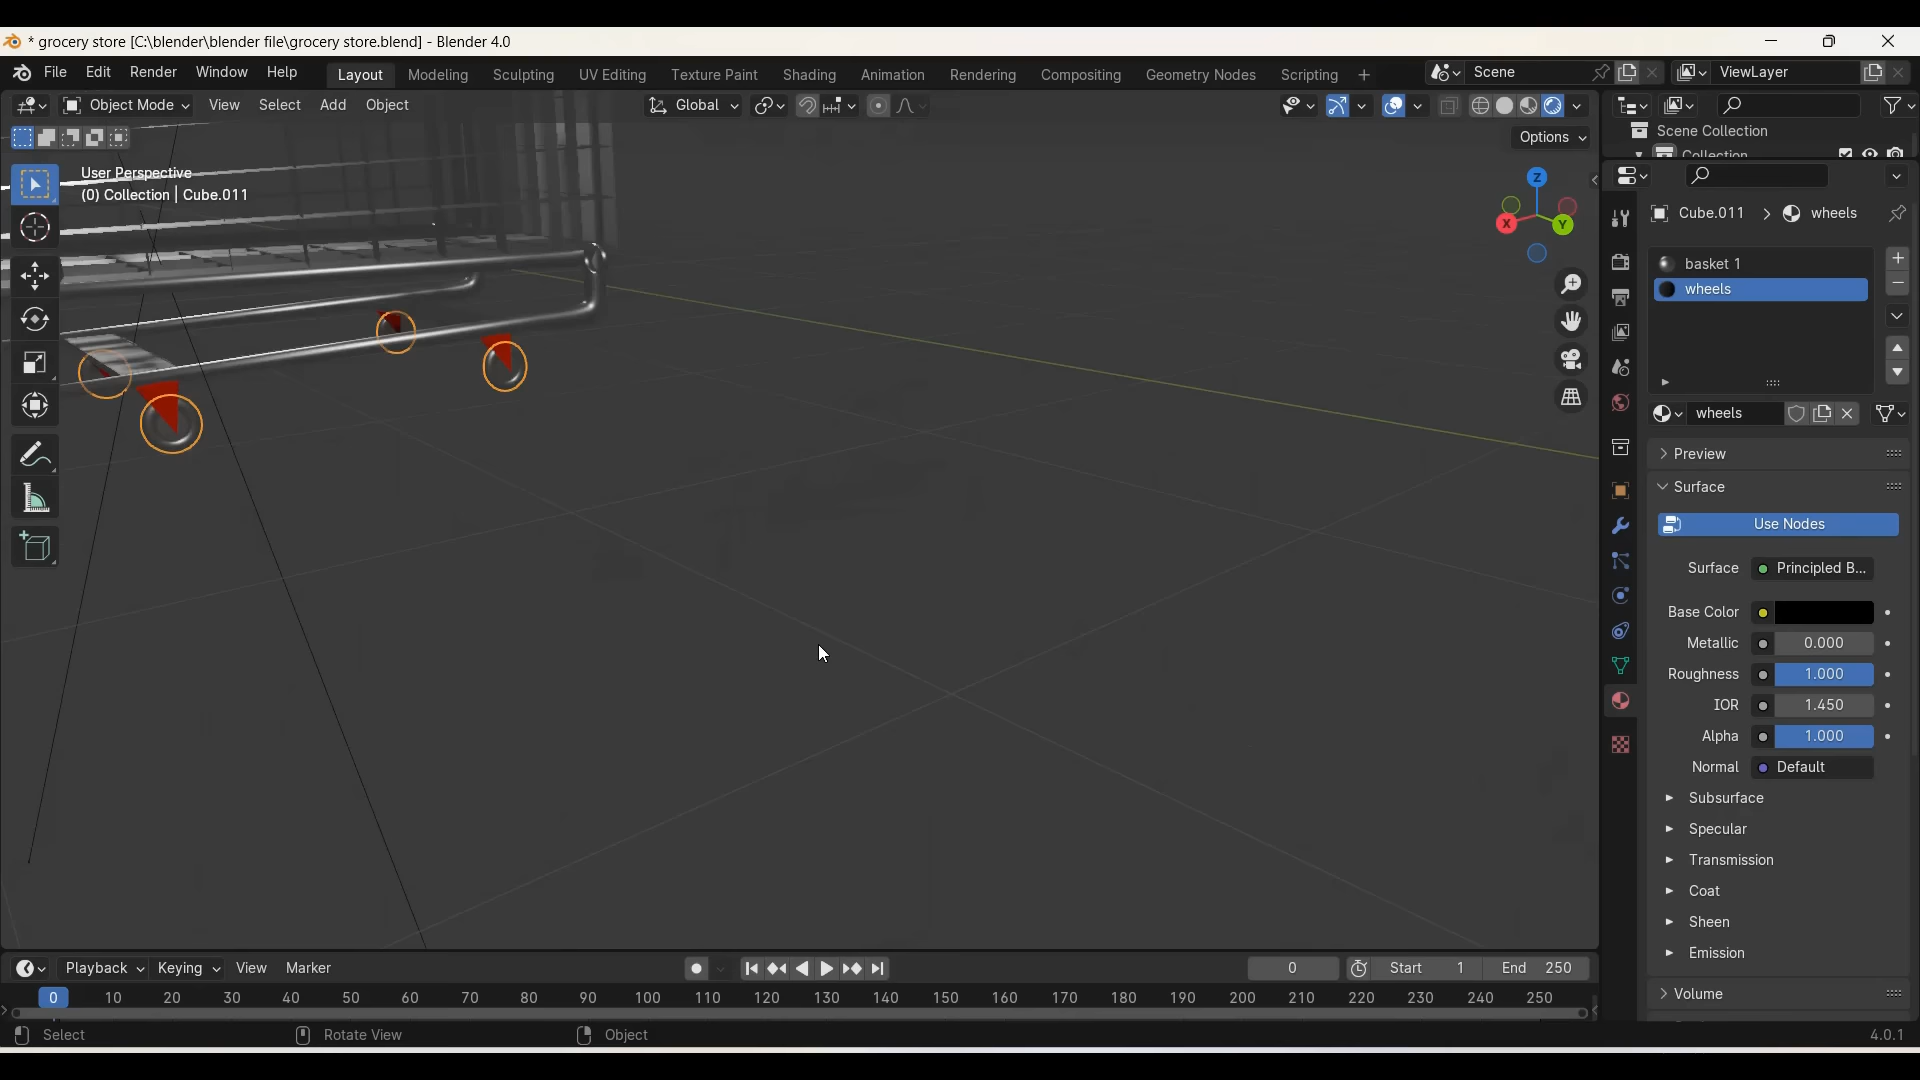 * grocery store [C:\blender\blender file\grocery store.blend] - Blender 4.0
File Edit Render Window Help Layout Modeling Sculpting UV Editing Texture Paint Shading Animation Rendering Compositing Geometry Nodes Scripting + Scene ViewLayer
Object Mode View Select Add Object Global
Options
User Perspective
(0) Collection | Cube.011
Z
X
Y
Scene Collection
Collection
Cube.011 > wheels
basket 1
wheels
wheels
Preview
Surface
Use Nodes
Surface Principled B...
Base Color
Metallic 0.000
Roughness 1.000
IOR 1.450
Alpha 1.000
Normal Default
Subsurface
Specular
Transmission
Coat
Sheen
Emission
Volume
Playback Keying View Marker 0 Start 1 End 250
0 10 20 30 40 50 60 70 80 90 100 110 120 130 140 150 160 170 180 190 200 210 220 230 240 250
Select Rotate View Object 4.0.1